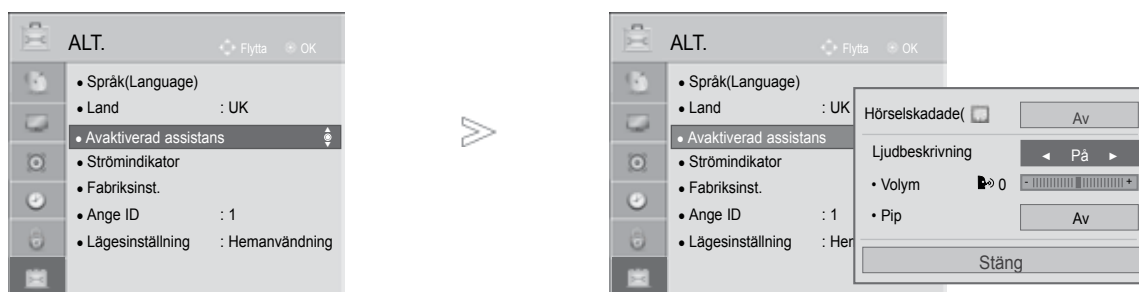 ALT.
Flytta OK
• Språk(Language)
• Land : UK
• Avaktiverad assistans
• Strömindikator
• Fabriksinst.
• Ange ID : 1
• Lägesinställning : Hemanvändning
ALT.
Flytta OK
• Språk(Language)
• Land : UK
• Avaktiverad assistans
• Strömindikator
• Fabriksinst.
• Ange ID : 1
• Lägesinställning : Her
Hörselskadade( Av
Ljudbeskrivning ◄ På ►
• Volym 0 - +
• Pip Av
Stäng